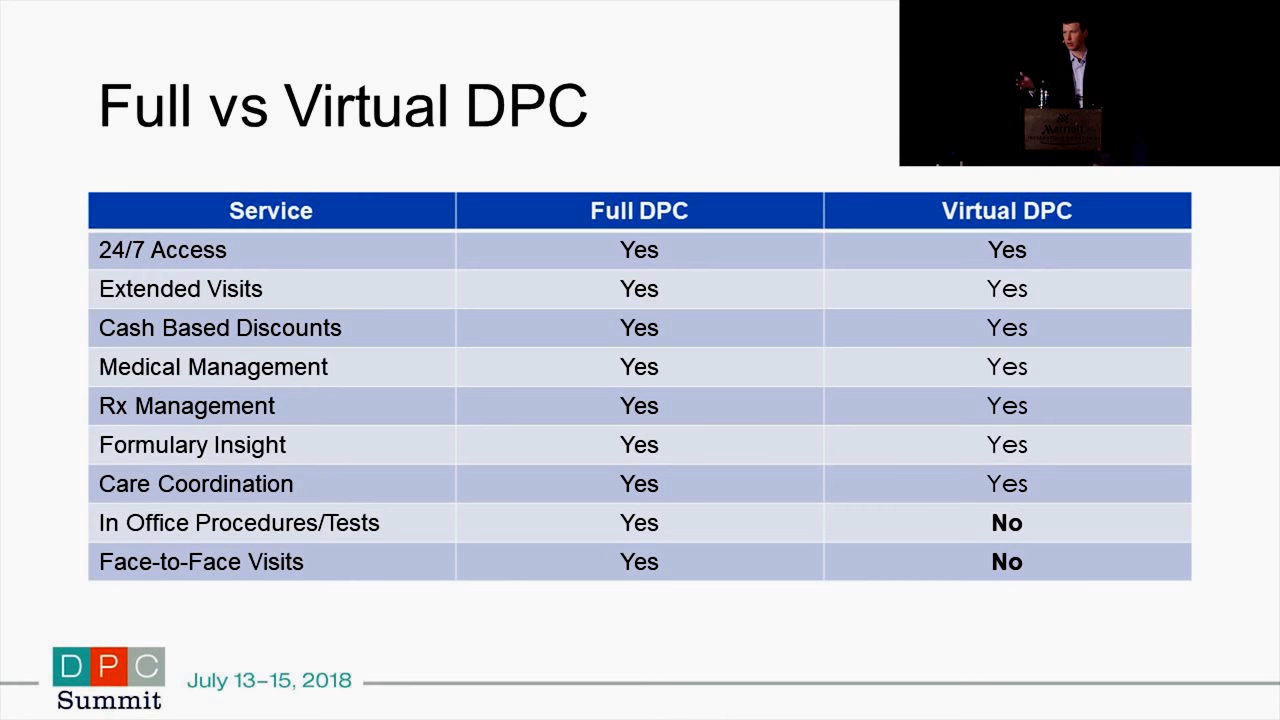 Full vs Virtual DPC
Marriott
Service Full DPC Virtual DPC
24/7 Access Yes Yes
Extended Visits Yes Yes
Cash Based Discounts Yes Yes
Medical Management Yes Yes
Rx Management Yes Yes
Formulary Insight Yes Yes
Care Coordination Yes Yes
In Office Procedures/Tests Yes No
Face-to-Face Visits Yes No
DPC
Summit
July 13–15, 2018